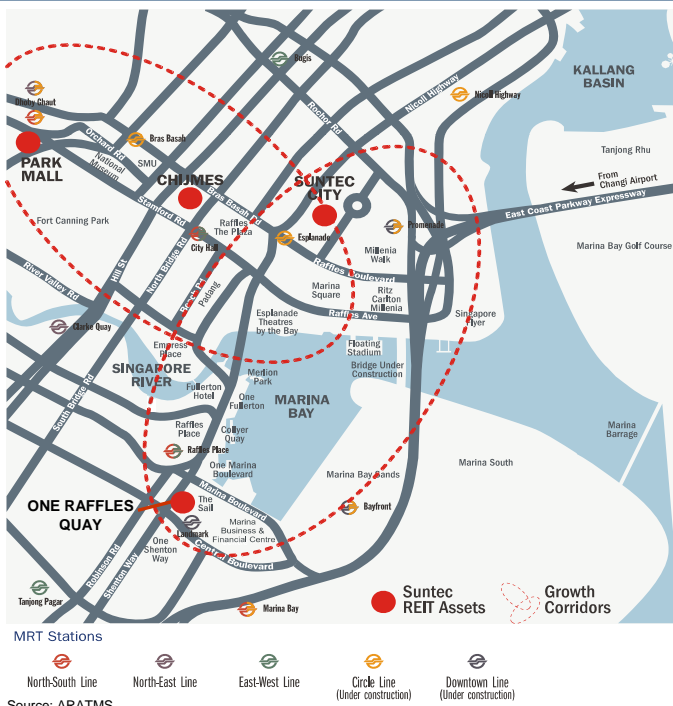 KALLANG
BASIN
Bugis
Nicoll Highway
Nicoll Highway
Rochor Rd
Dhoby Ghaut
Orchard Rd
Bras Basah
National
Museum
SMU
PARK
MALL
CHIJMES
SUNTEC
CITY
Tanjong Rhu
From
Changi Airport
East Coast Parkway Expressway
Marina Bay Golf Course
Fort Canning Park
Stamford Rd
Bras Basah Rd
Raffles
The Plaza
City Hall
Esplanade
Promenade
Millenia
Walk
Raffles Boulevard
River Valley Rd
Hill St
North Bridge Rd
Padang
Marina
Square
Ritz
Carlton
Millenia
Raffles Ave
Singapore
Flyer
Clarke Quay
Esplanade
Theatres
by the Bay
Empress
Place
Floating
Stadium
Bridge Under
Construction
SINGAPORE
RIVER
Merlion
Park
South Bridge Rd
Fullerton
Hotel
One
Fullerton
MARINA
BAY
Raffles
Place
Collyer
Quay
Raffles Place
One Marina
Boulevard
Marina Bay Sands
Marina South
Marina
Barrage
Marina Boulevard
ONE RAFFLES
QUAY
The
Sail
Bayfront
Landmark
Marina
Business &
Financial Centre
One
Shenton
Way
Central Boulevard
Robinson Rd
Shenton Way
Tanjong Pagar
Marina Bay
Suntec
REIT Assets
Growth
Corridors
MRT Stations
North-South Line
North-East Line
East-West Line
Circle Line
(Under construction)
Downtown Line
(Under construction)
Source: ARATMS